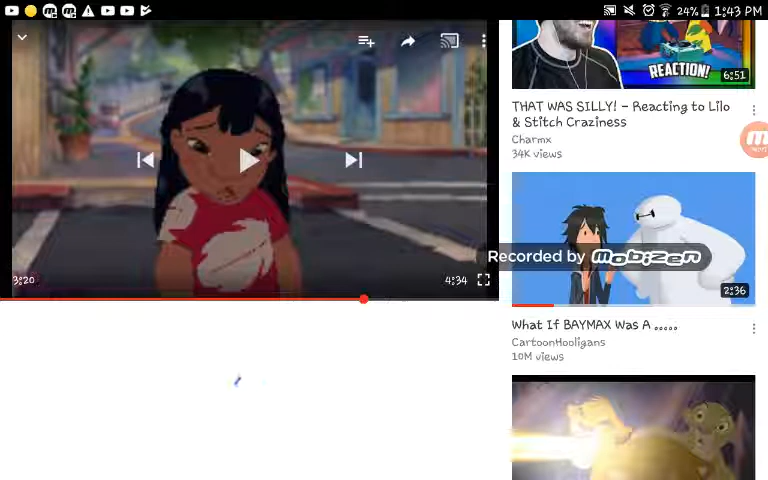 24% 1:43 PM
3:20
4:34
REACTION!
6:51
THAT WAS SILLY! - Reacting to Lilo
& Stitch Craziness
Charmx
34K views
Recorded by mobizen
2:36
What If BAYMAX Was A .....
CartoonHooligans
10M views